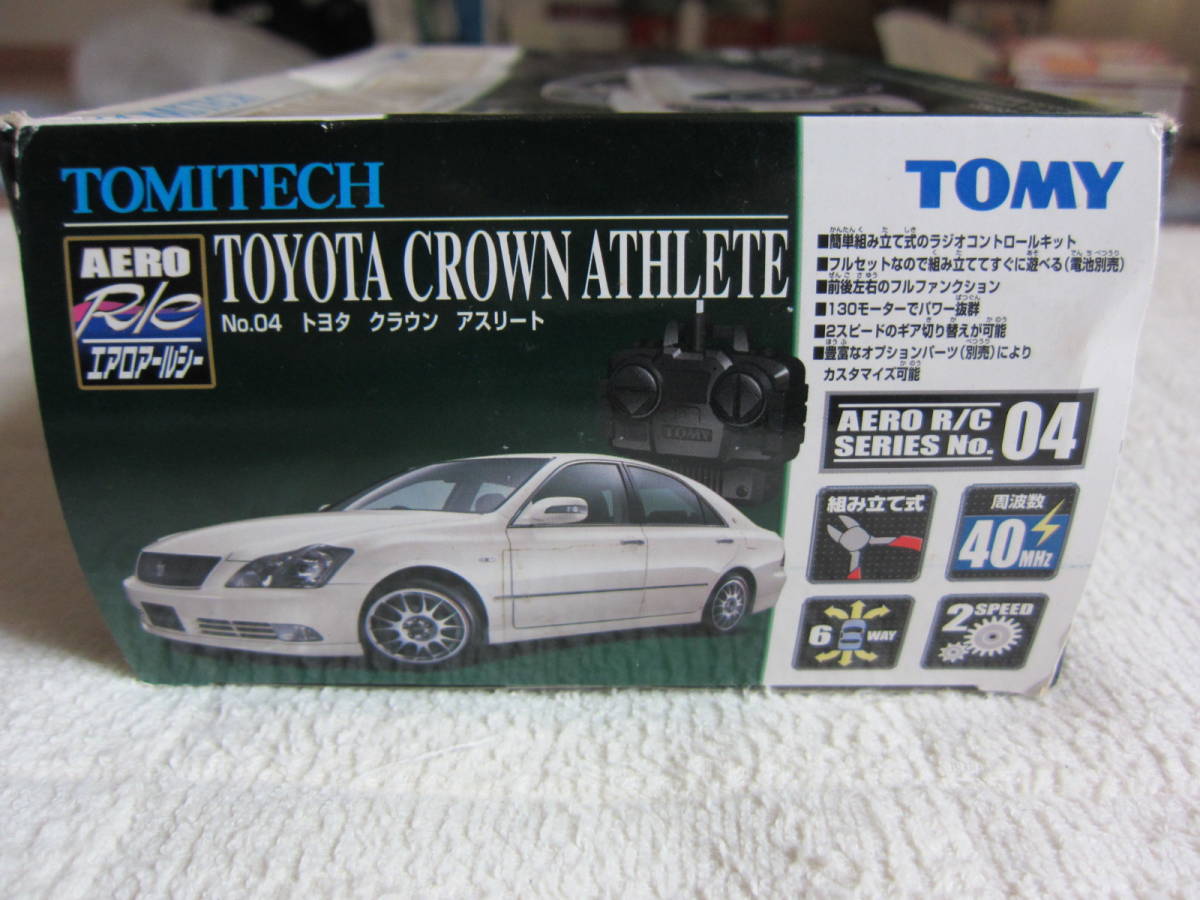 TOMITECH
AERO
R/C
エアロアールシー
TOYOTA CROWN ATHLETE
No.04 トヨタ クラウン アスリート
TOMY
TOMY
■簡単組み立て式のラジオコントロールキット
■フルセットなので組み立ててすぐに遊べる(電池別売)
■前後左右のフルファンクション
■130モーターでパワー抜群
■2スピードのギア切り替えが可能
■豊富なオプションパーツ(別売)により
カスタマイズ可能
AERO R/C
SERIES No. 04
組み立て式
周波数
40MHz
6 WAY
2 SPEED